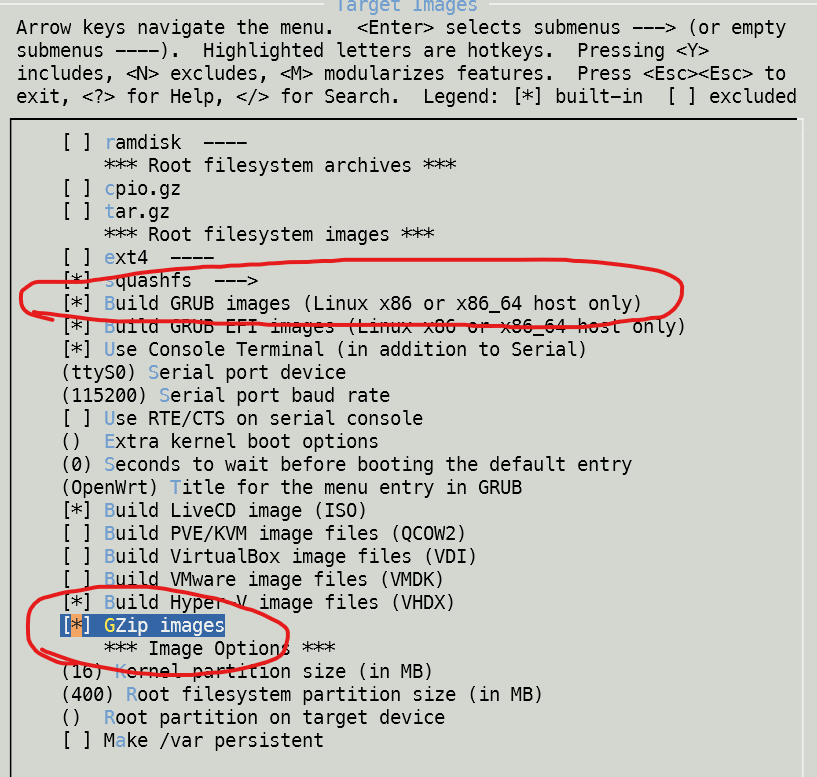 Target Images
Arrow keys navigate the menu.  <Enter> selects submenus ---> (or empty
submenus ----).  Highlighted letters are hotkeys.  Pressing <Y>
includes, <N> excludes, <M> modularizes features.  Press <Esc><Esc> to
exit, <?> for Help, </> for Search.  Legend: [*] built-in  [ ] excluded
[ ] ramdisk  ----
*** Root filesystem archives ***
[ ] cpio.gz
[ ] tar.gz
*** Root filesystem images ***
[ ] ext4  ----
[*] squashfs  --->
[*] Build GRUB images (Linux x86 or x86_64 host only)
[*] Build GRUB EFI images (Linux x86 or x86_64 host only)
[*] Use Console Terminal (in addition to Serial)
(ttyS0) Serial port device
(115200) Serial port baud rate
[ ] Use RTE/CTS on serial console
()  Extra kernel boot options
(0) Seconds to wait before booting the default entry
(OpenWrt) Title for the menu entry in GRUB
[*] Build LiveCD image (ISO)
[ ] Build PVE/KVM image files (QCOW2)
[ ] Build VirtualBox image files (VDI)
[ ] Build VMware image files (VMDK)
[*] Build Hyper-V image files (VHDX)
[*] GZip images
*** Image Options ***
(16) Kernel partition size (in MB)
(400) Root filesystem partition size (in MB)
()  Root partition on target device
[ ] Make /var persistent